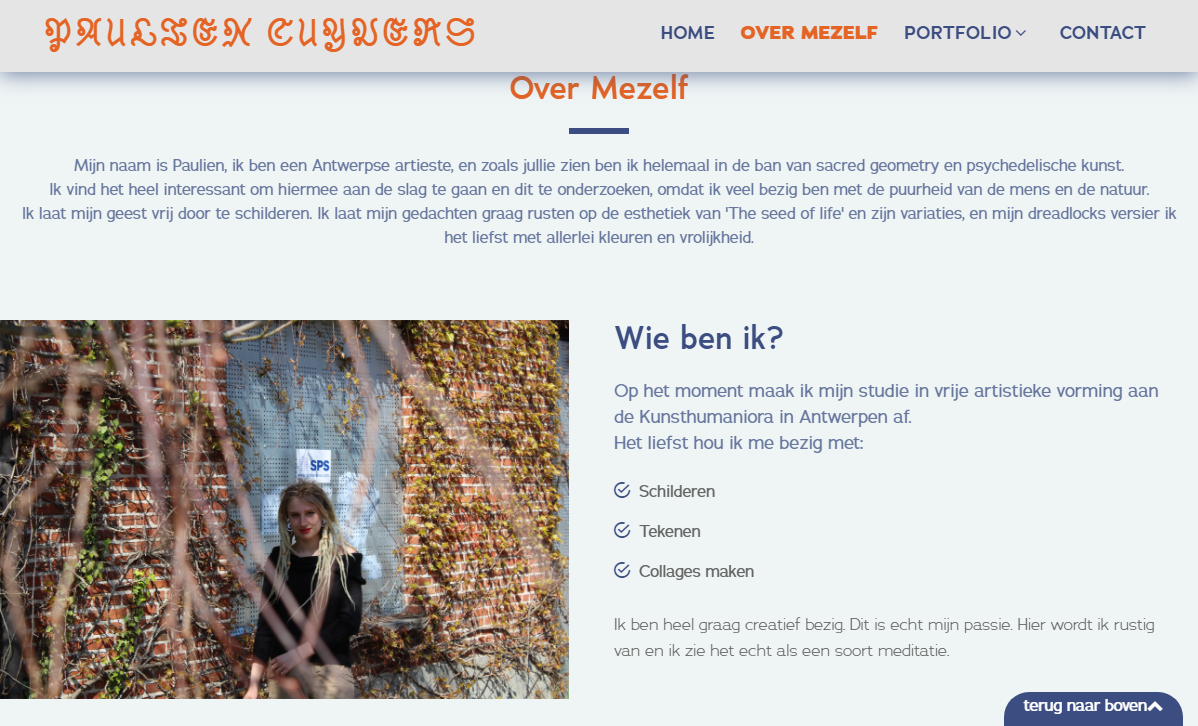 PAULIEN CUYVERS
HOME
OVER MEZELF
PORTFOLIO
CONTACT
Over Mezelf
Mijn naam is Paulien, ik ben een Antwerpse artieste, en zoals jullie zien ben ik helemaal in de ban van sacred geometry en psychedelische kunst.
Ik vind het heel interessant om hiermee aan de slag te gaan en dit te onderzoeken, omdat ik veel bezig ben met de puurheid van de mens en de natuur.
Ik laat mijn geest vrij door te schilderen. Ik laat mijn gedachten graag rusten op de esthetiek van 'The seed of life' en zijn variaties, en mijn dreadlocks versier ik
het liefst met allerlei kleuren en vrolijkheid.
SPS
Wie ben ik?
Op het moment maak ik mijn studie in vrije artistieke vorming aan
de Kunsthumaniora in Antwerpen af.
Het liefst hou ik me bezig met:
Schilderen
Tekenen
Collages maken
Ik ben heel graag creatief bezig. Dit is echt mijn passie. Hier wordt ik rustig
van en ik zie het echt als een soort meditatie.
terug naar boven